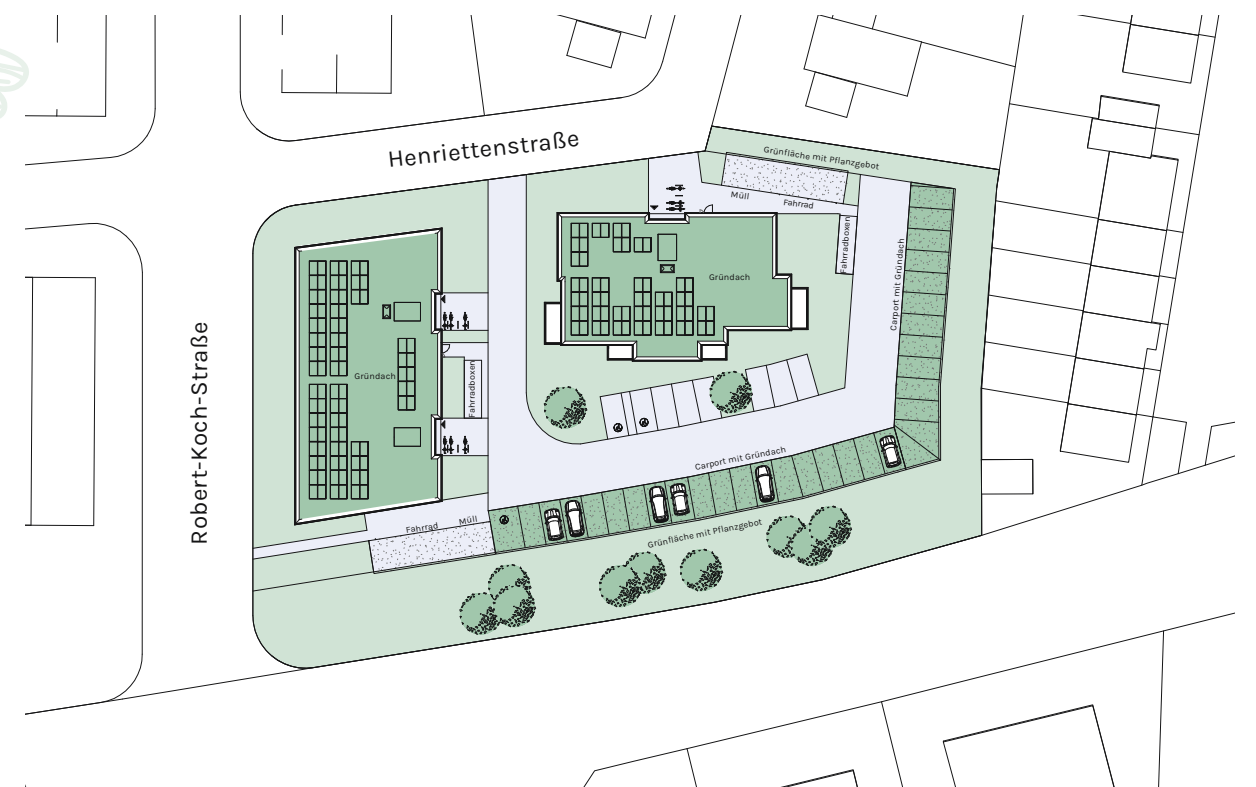 Henriettenstraße
Grünfläche mit Pflanzgebot
Müll
Fahrrad
Fahrradboxen
Gründach
Carport mit Gründach
Robert-Koch-Straße
Gründach
Fahrradboxen
Carport mit Gründach
Fahrrad
Müll
Grünfläche mit Pflanzgebot